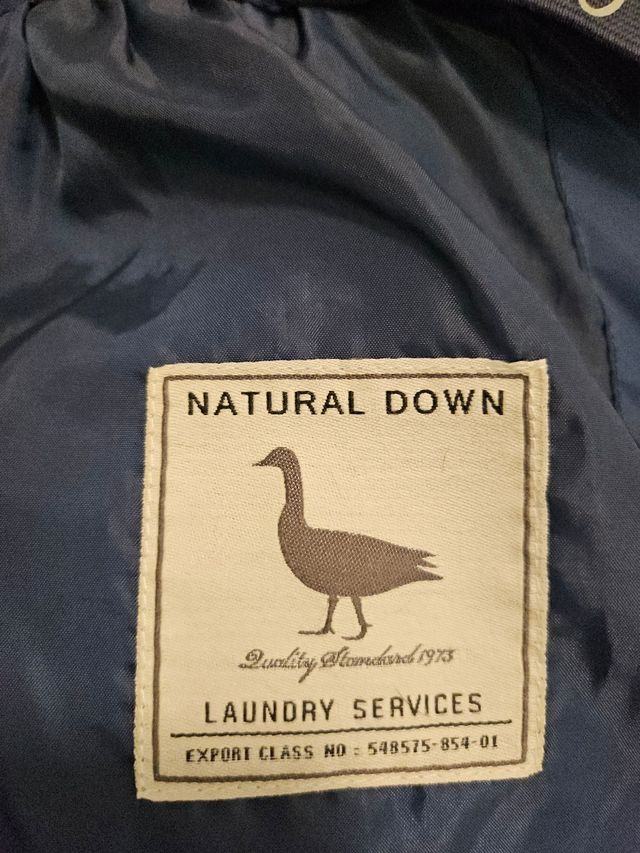 NATURAL DOWN
Quality Standard 1973
LAUNDRY SERVICES
EXPORT CLASS NO : 548575-854-01